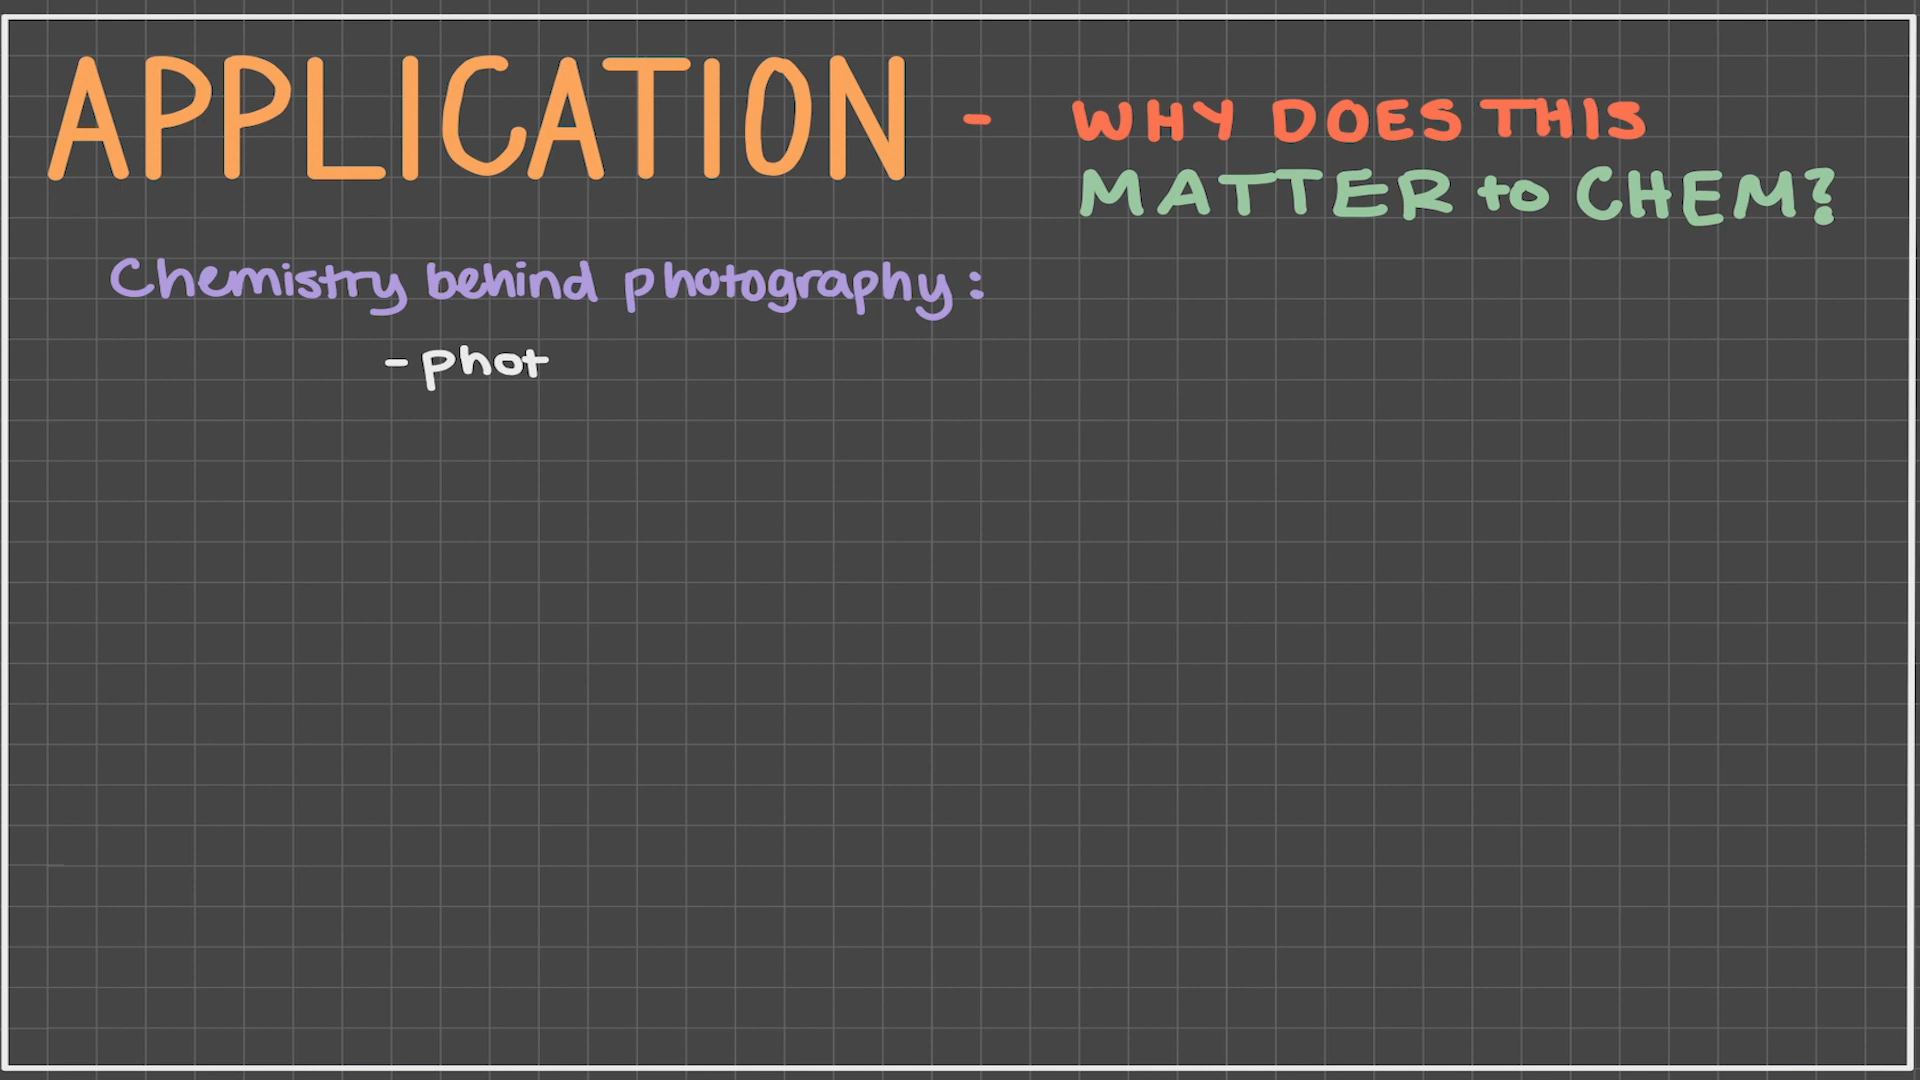 APPLICATION - WHY DOES THIS
MATTER to CHEM?
Chemistry behind photography:
- phot